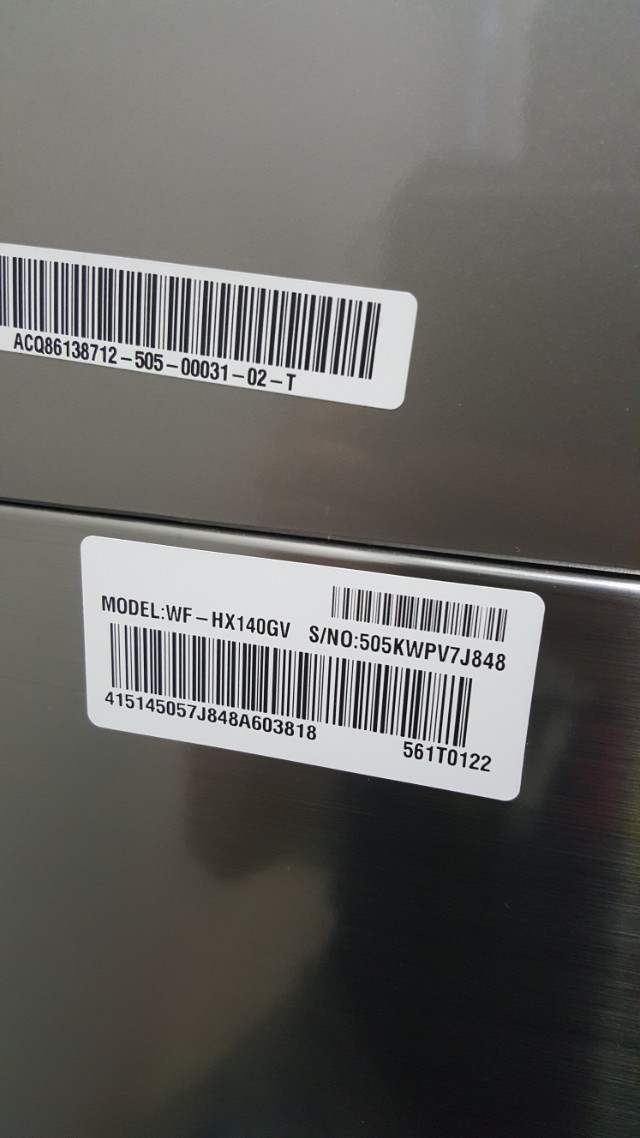 ACQ86138712-505-00031-02-T
MODEL:WF-HX140GV S/NO:505KWPV7J848
415145057J848A603818 561T0122